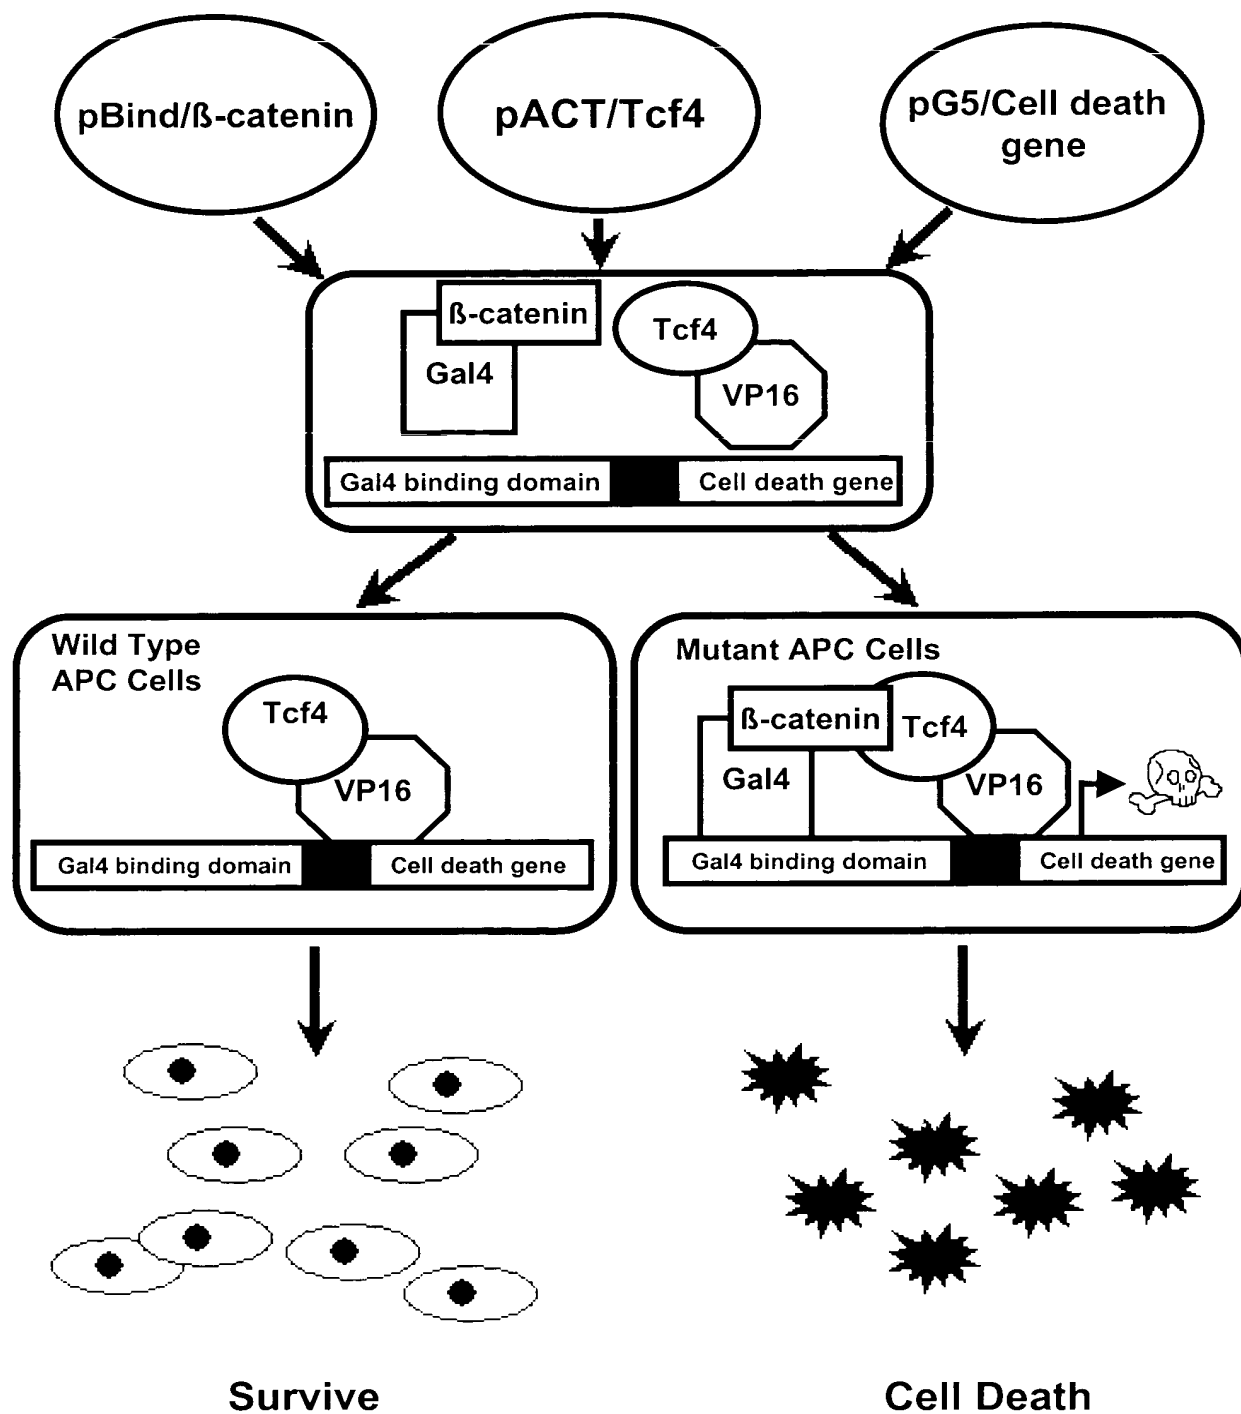 pBind/ß-catenin
pACT/Tcf4
pG5/Cell death
gene
ß-catenin
Tcf4
Gal4
VP16
Gal4 binding domain
Cell death gene
Wild Type
APC Cells
Tcf4
VP16
Gal4 binding domain
Cell death gene
Mutant APC Cells
ß-catenin
Tcf4
Gal4
VP16
Gal4 binding domain
Cell death gene
Survive
Cell Death